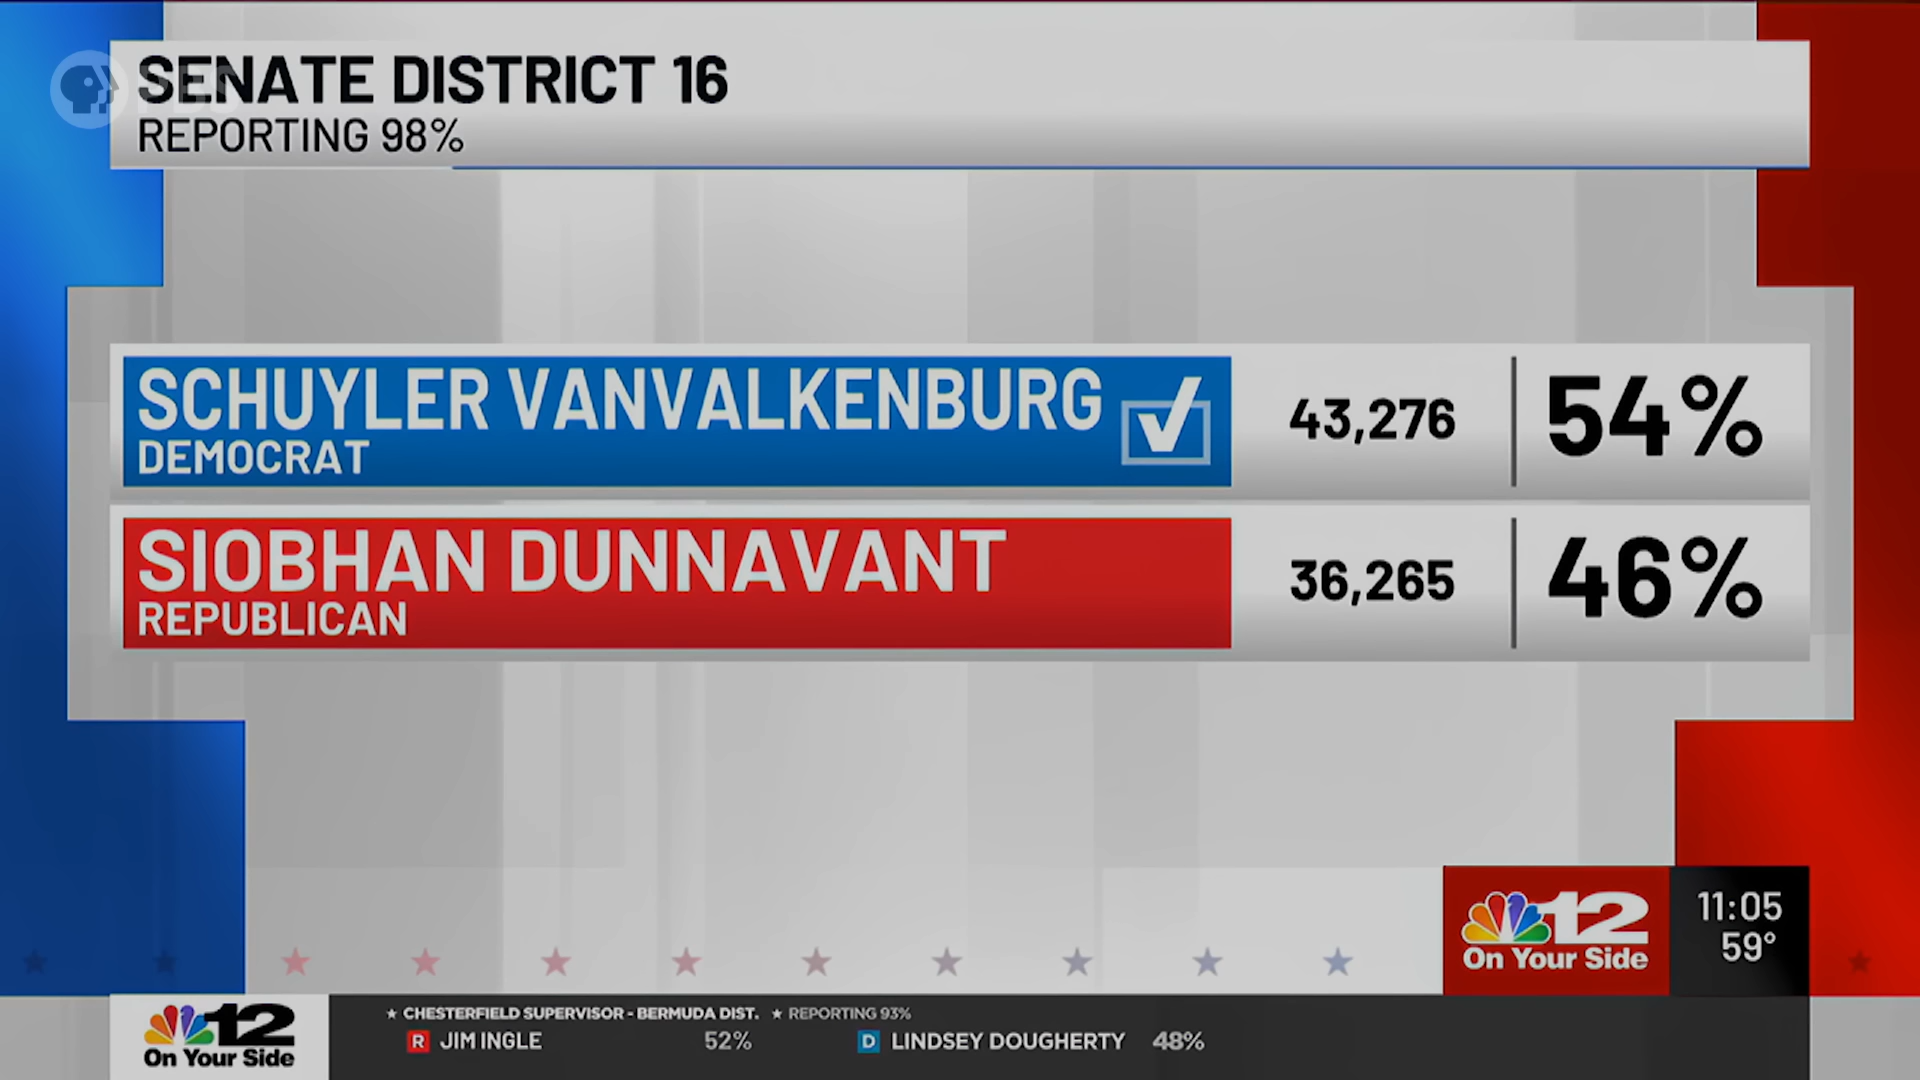 SENATE DISTRICT 16
REPORTING 98%
PBS
SCHUYLER VANVALKENBURG
DEMOCRAT
43,276
54%
SIOBHAN DUNNAVANT
REPUBLICAN
36,265
46%
12
On Your Side
11:05
59°
12
On Your Side
★ CHESTERFIELD SUPERVISOR - BERMUDA DIST. ★ REPORTING 93%
R JIM INGLE 52% D LINDSEY DOUGHERTY 48%